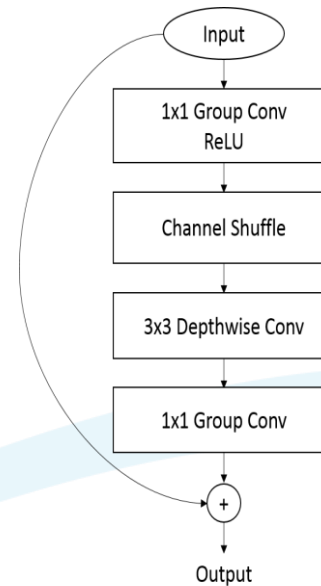 Input
1x1 Group Conv
ReLU
Channel Shuffle
3x3 Depthwise Conv
1x1 Group Conv
+
Output